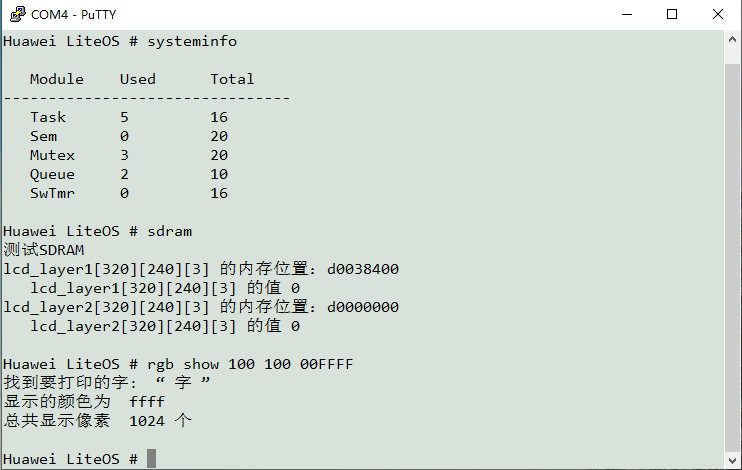 COM4 - PuTTY
Huawei LiteOS # systeminfo
Module Used Total
---------------------------------
Task 5 16
Sem 0 20
Mutex 3 20
Queue 2 10
SwTmr 0 16
Huawei LiteOS # sdram
测试SDRAM
lcd_layer1[320][240][3] 的内存位置：d0038400
lcd_layer1[320][240][3] 的值 0
lcd_layer2[320][240][3] 的内存位置：d0000000
lcd_layer2[320][240][3] 的值 0
Huawei LiteOS # rgb show 100 100 00FFFF
找到要打印的字： “ 字 ”
显示的颜色为 ffff
总共显示像素 1024 个
Huawei LiteOS #